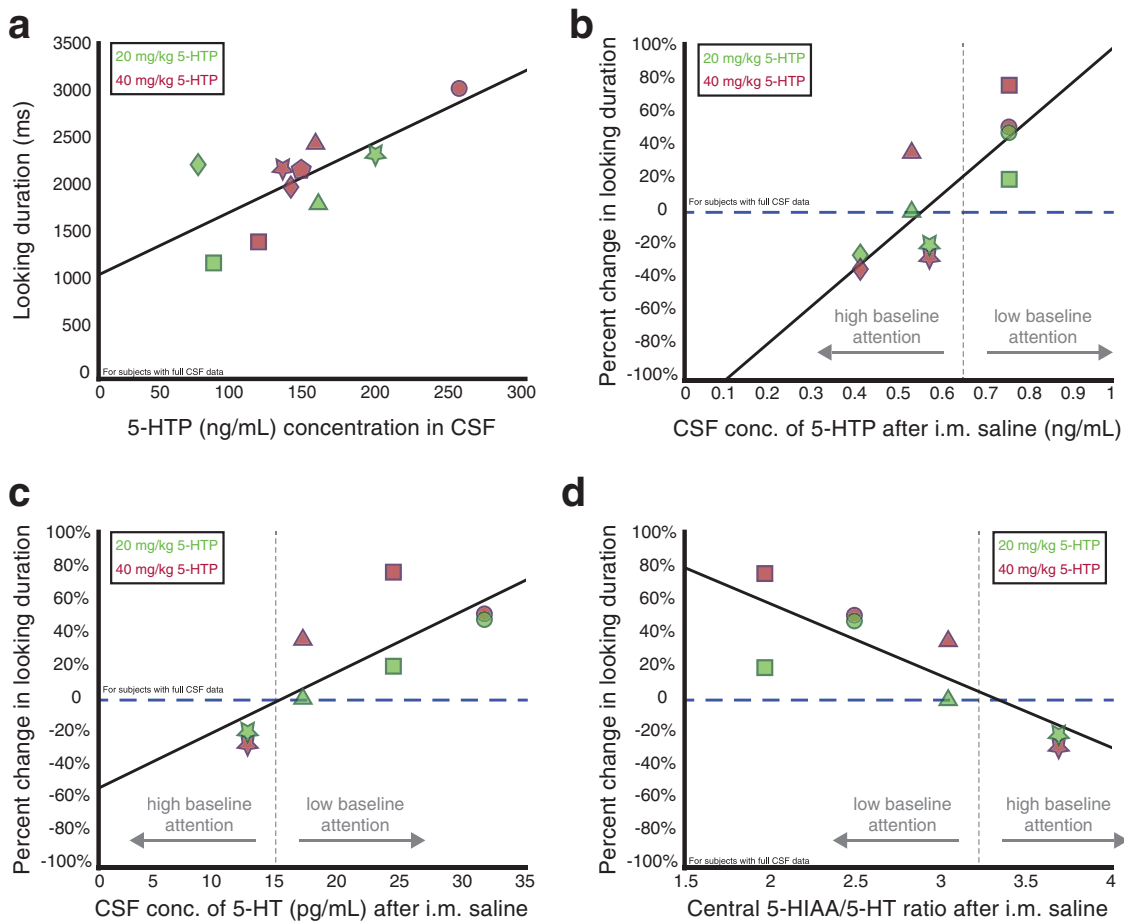 a
3500
3000
2500
2000
1500
1000
500
0
Looking duration (ms)
20 mg/kg 5-HTP
40 mg/kg 5-HTP
For subjects with full CSF data
0 50 100 150 200 250 300
5-HTP (ng/mL) concentration in CSF
b
100%
80%
60%
40%
20%
0
-20%
-40%
-60%
-80%
-100%
Percent change in looking duration
20 mg/kg 5-HTP
40 mg/kg 5-HTP
For subjects with full CSF data
high baseline
attention
low baseline
attention
0 0.1 0.2 0.3 0.4 0.5 0.6 0.7 0.8 0.9 1
CSF conc. of 5-HTP after i.m. saline (ng/mL)
c
100%
80%
60%
40%
20%
0
-20%
-40%
-60%
-80%
-100%
Percent change in looking duration
20 mg/kg 5-HTP
40 mg/kg 5-HTP
For subjects with full CSF data
high baseline
attention
low baseline
attention
0 5 10 15 20 25 30 35
CSF conc. of 5-HT (pg/mL) after i.m. saline
d
100%
80%
60%
40%
20%
0
-20%
-40%
-60%
-80%
-100%
Percent change in looking duration
20 mg/kg 5-HTP
40 mg/kg 5-HTP
low baseline
attention
high baseline
attention
For subjects with full CSF data
1.5 2 2.5 3 3.5 4
Central 5-HIAA/5-HT ratio after i.m. saline